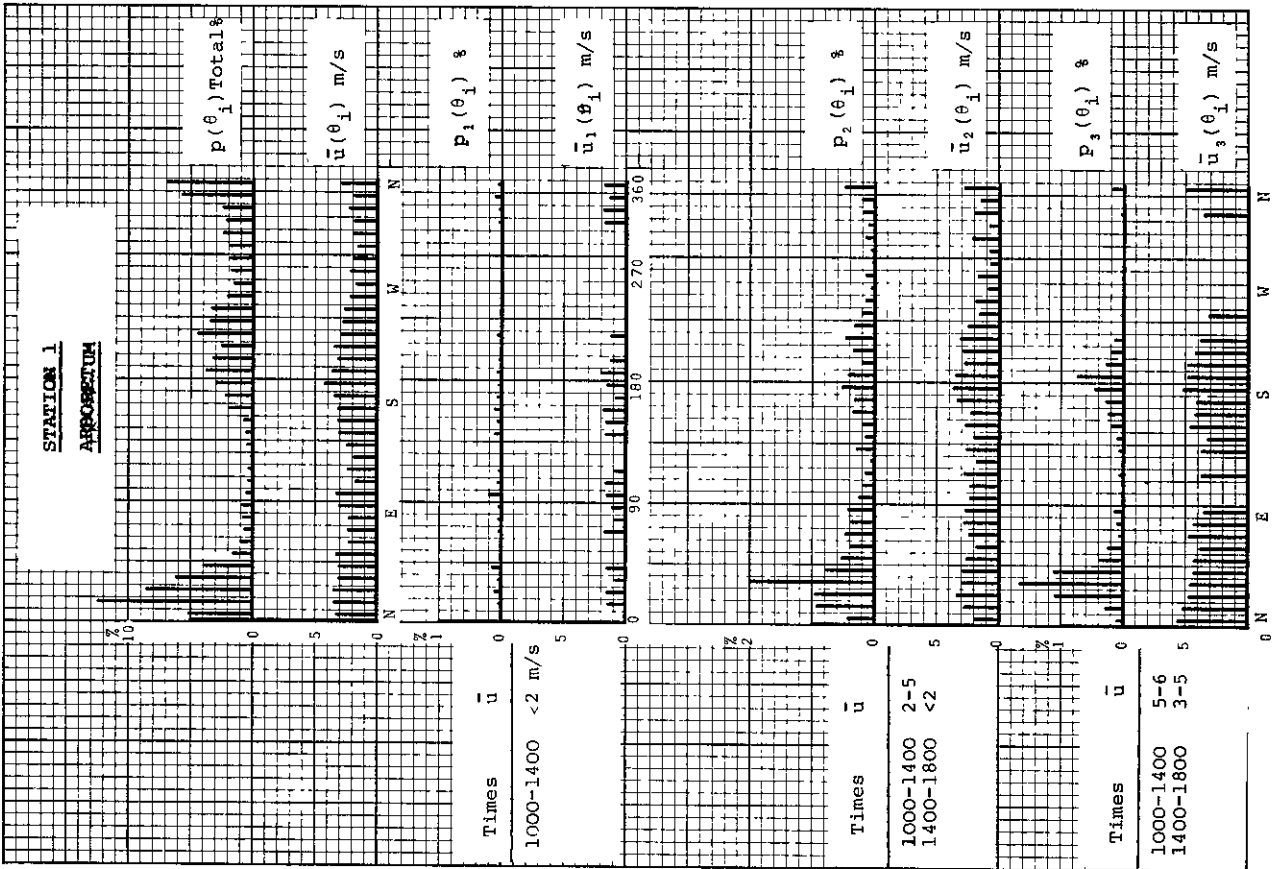 STATION 1
ARBORETUM
p(θi)Total%
ū(θi) m/s
p1(θi) %
ū1(θi) m/s
p2(θi) %
ū2(θi) m/s
p3(θi) %
ū3(θi) m/s
% 10
0
5
0
N E S W N
% 1
0
5
0
0 90 180 270 360
% 2
0
5
0
% 1
0
5
0
N E S W N
Times ū
1000-1400 <2 m/s
Times ū
1000-1400 2-5
1400-1800 <2
Times ū
1000-1400 5-6
1400-1800 3-5